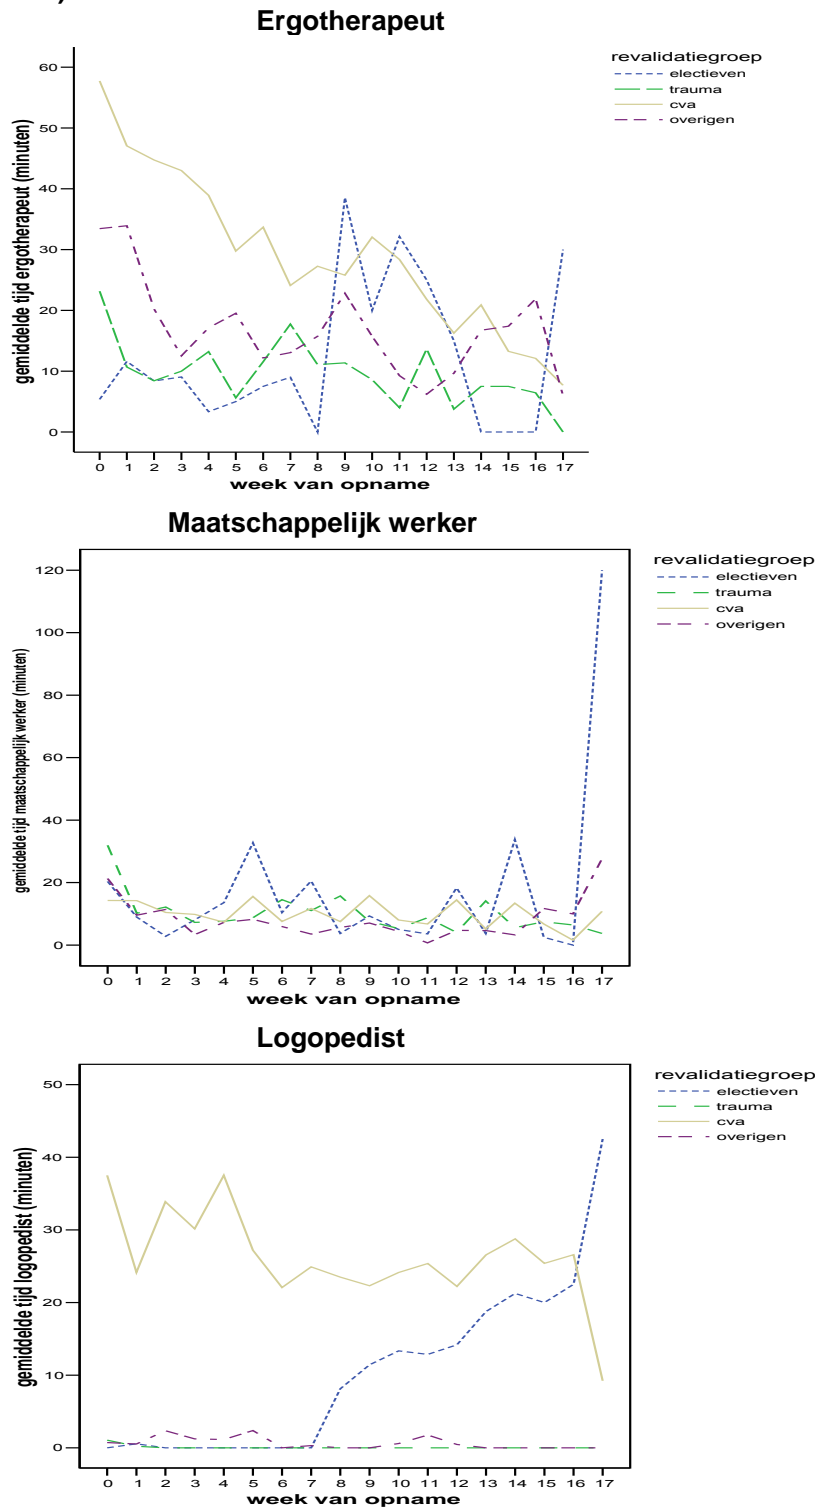 )
Ergotherapeut
revalidatiegroep
electieven
trauma
cva
overigen
gemiddelde tijd ergotherapeut (minuten)
60
50
40
30
20
10
0
0 1 2 3 4 5 6 7 8 9 10 11 12 13 14 15 16 17
week van opname
Maatschappelijk werker
revalidatiegroep
electieven
trauma
cva
overigen
gemiddelde tijd maatschappelijk werker (minuten)
120
100
80
60
40
20
0
0 1 2 3 4 5 6 7 8 9 10 11 12 13 14 15 16 17
week van opname
Logopedist
revalidatiegroep
electieven
trauma
cva
overigen
gemiddelde tijd logopedist (minuten)
50
40
30
20
10
0
0 1 2 3 4 5 6 7 8 9 10 11 12 13 14 15 16 17
week van opname